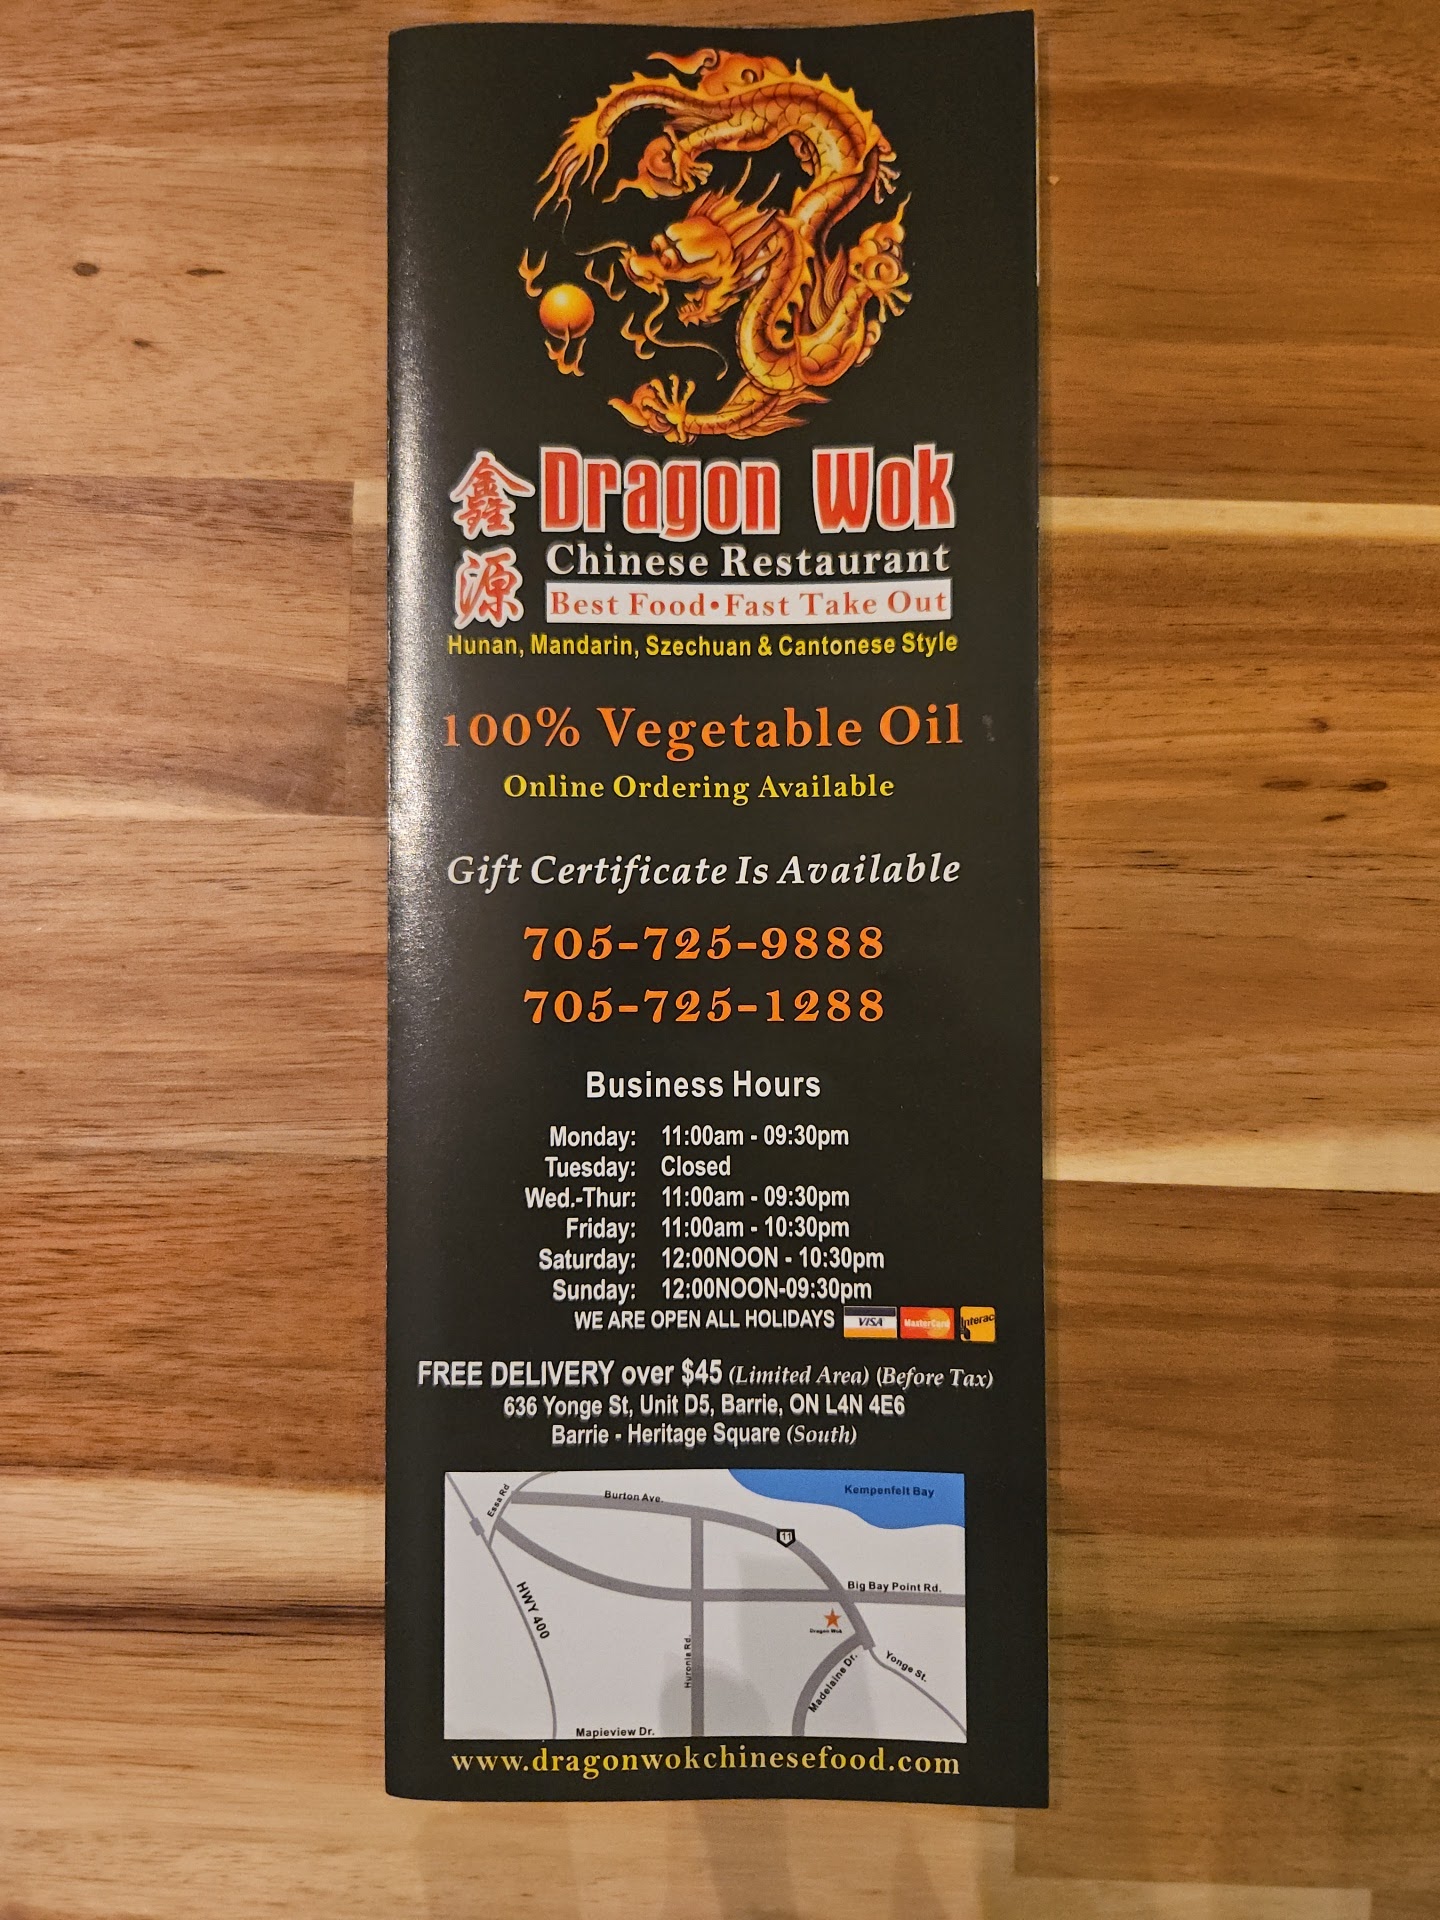 鑫源
Dragon Wok
Chinese Restaurant
Best Food•Fast Take Out
Hunan, Mandarin, Szechuan & Cantonese Style
100% Vegetable Oil
Online Ordering Available
Gift Certificate Is Available
705-725-9888
705-725-1288
Business Hours
Monday: 11:00am - 09:30pm
Tuesday: Closed
Wed.-Thur: 11:00am - 09:30pm
Friday: 11:00am - 10:30pm
Saturday: 12:00NOON - 10:30pm
Sunday: 12:00NOON-09:30pm
WE ARE OPEN ALL HOLIDAYS VISA MasterCard Interac
FREE DELIVERY over $45 (Limited Area) (Before Tax)
636 Yonge St, Unit D5, Barrie, ON L4N 4E6
Barrie - Heritage Square (South)
Kempenfelt Bay
Essa Rd
Burton Ave.
11
Big Bay Point Rd.
HWY 400
Dragon Wok
Huronia Rd.
Madelaine Dr.
Yonge St.
Mapieview Dr.
www.dragonwokchinesefood.com